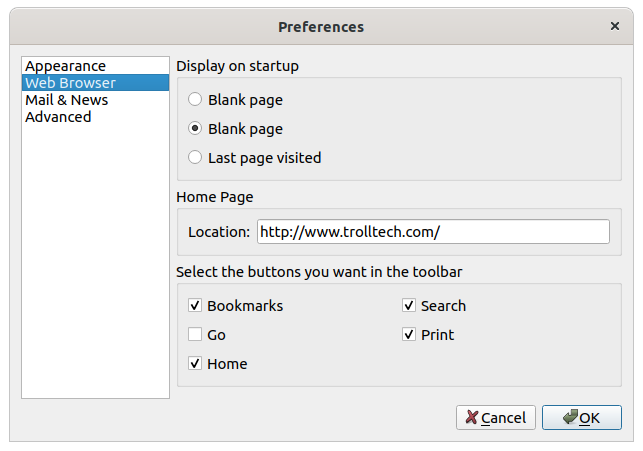 Preferences
Appearance
Web Browser
Mail & News
Advanced
Display on startup
Blank page
Blank page
Last page visited
Home Page
Location: http://www.trolltech.com/
Select the buttons you want in the toolbar
Bookmarks
Search
Go
Print
Home
Cancel
OK